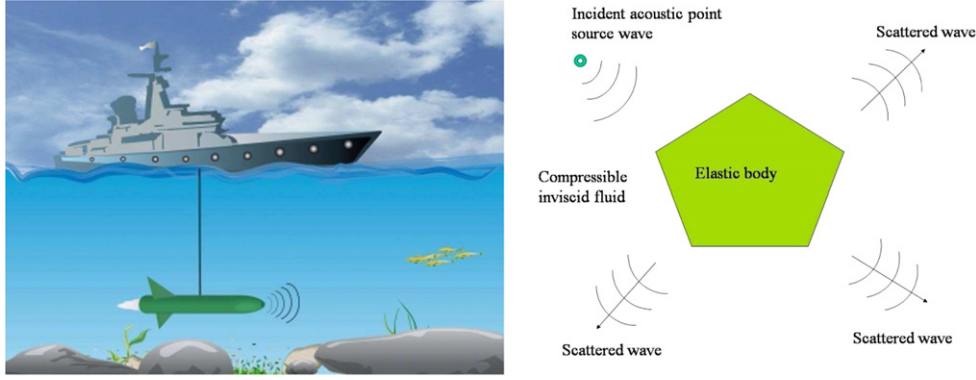 Incident acoustic point
source wave
Scattered wave
Compressible
inviscid fluid
Elastic body
Scattered wave
Scattered wave